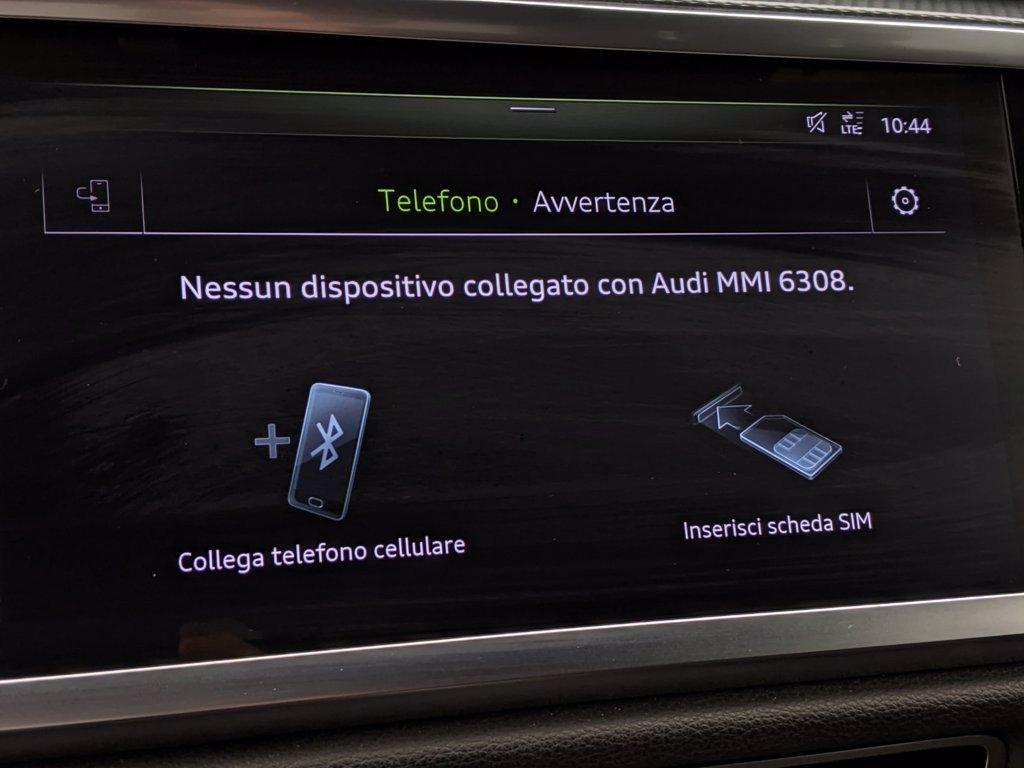 LTE 10:44
Telefono · Avvertenza
Nessun dispositivo collegato con Audi MMI 6308.
Collega telefono cellulare
Inserisci scheda SIM